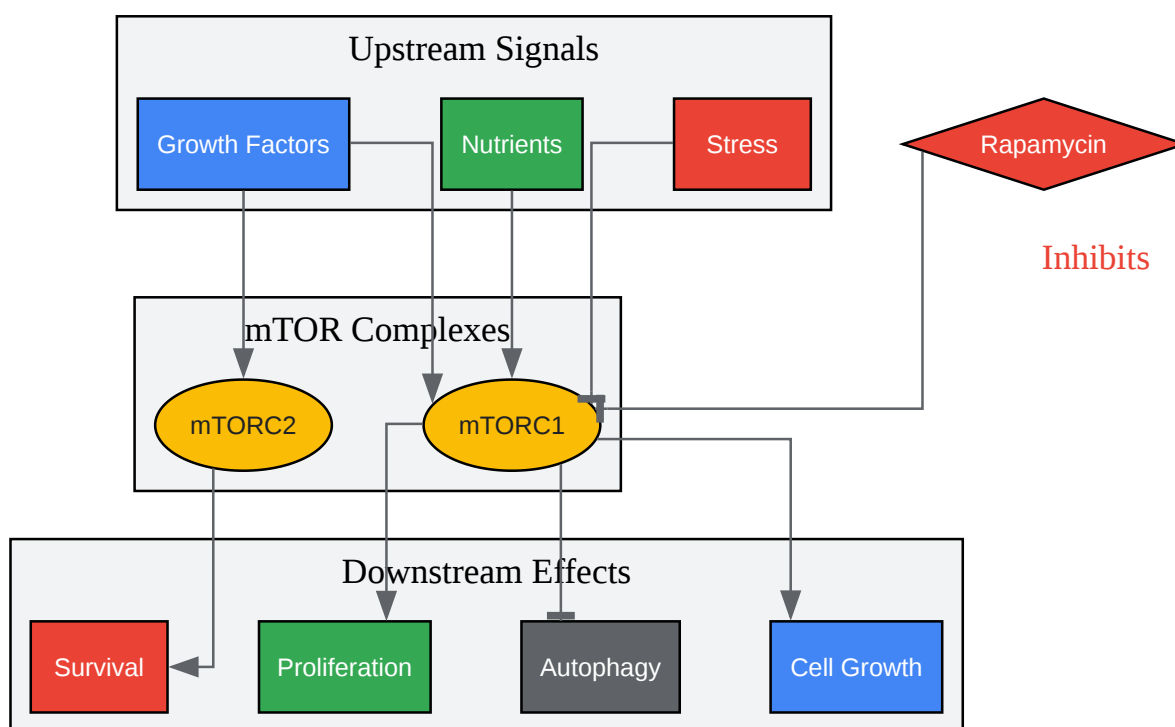 Upstream Signals
Growth Factors
Nutrients
Stress
Rapamycin
Inhibits
mTOR Complexes
mTORC2
mTORC1
Downstream Effects
Survival
Proliferation
Autophagy
Cell Growth